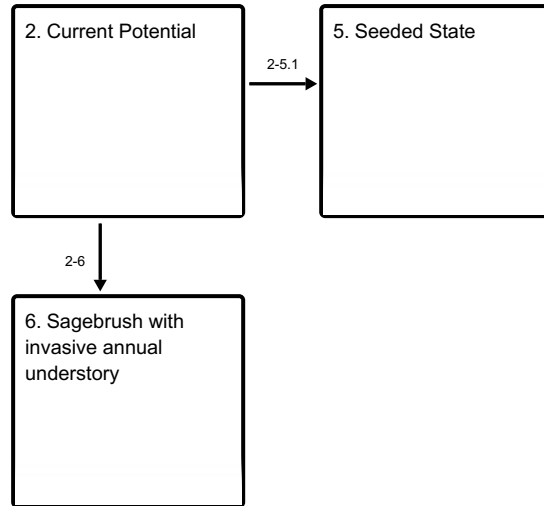 2. Current Potential
5. Seeded State
2-5.1
2-6
6. Sagebrush with
invasive annual
understory